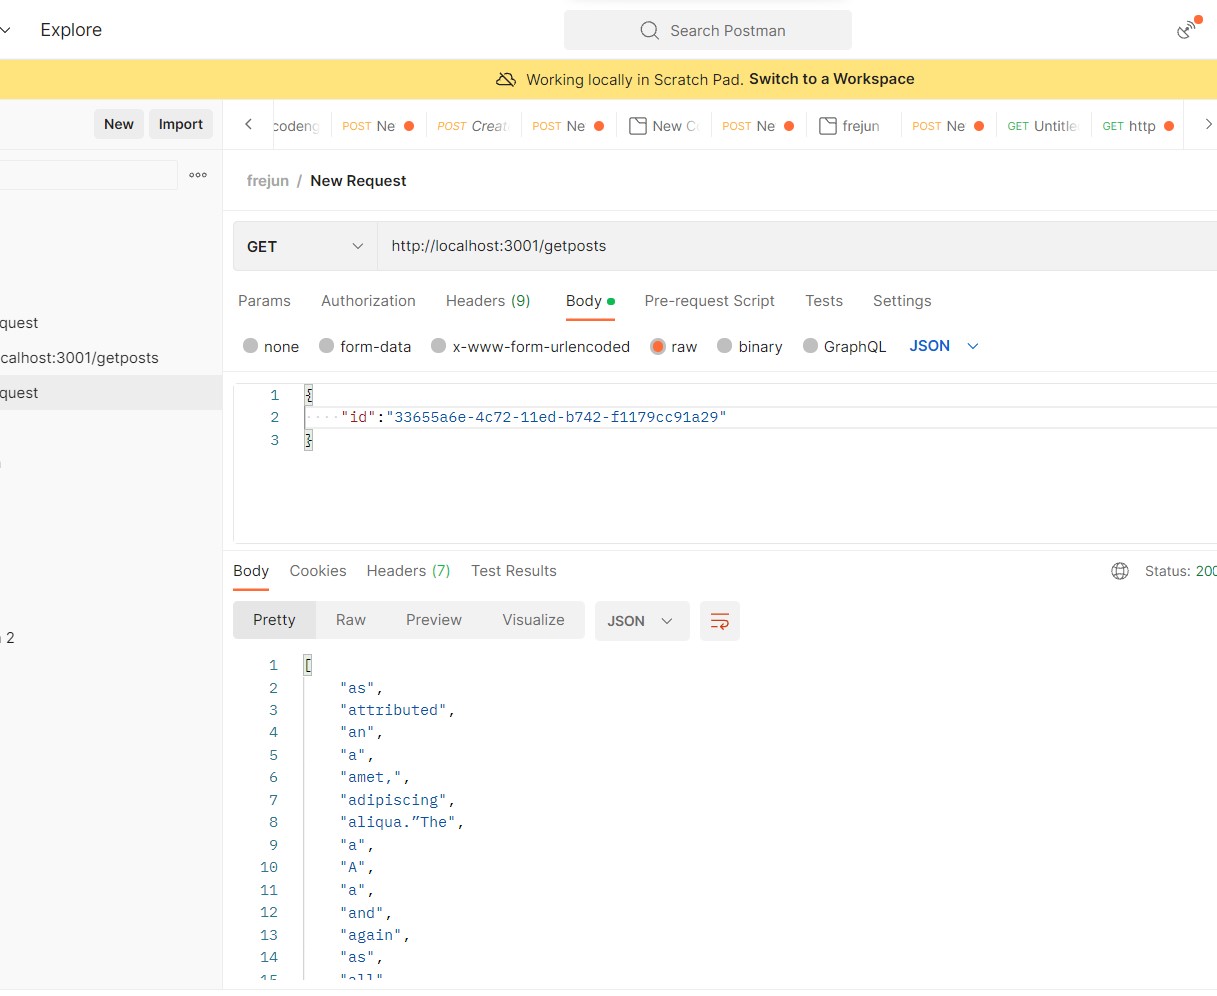 Explore
Search Postman
Working locally in Scratch Pad. Switch to a Workspace
New Import
codeng POST Ne POST Creat POST Ne New C POST Ne frejun POST Ne GET Untitle GET http
frejun / New Request
GET http://localhost:3001/getposts
Params Authorization Headers (9) Body Pre-request Script Tests Settings
quest
none form-data x-www-form-urlencoded raw binary GraphQL JSON
calhost:3001/getposts
quest
1 {
2 "id":"33655a6e-4c72-11ed-b742-f1179cc91a29"
3 }
Body Cookies Headers (7) Test Results Status: 200
Pretty Raw Preview Visualize JSON
2
1 [
2 "as",
3 "attributed",
4 "an",
5 "a",
6 "amet,",
7 "adipiscing",
8 "aliqua.”The",
9 "a",
10 "A",
11 "a",
12 "and",
13 "again",
14 "as",
15 "all"